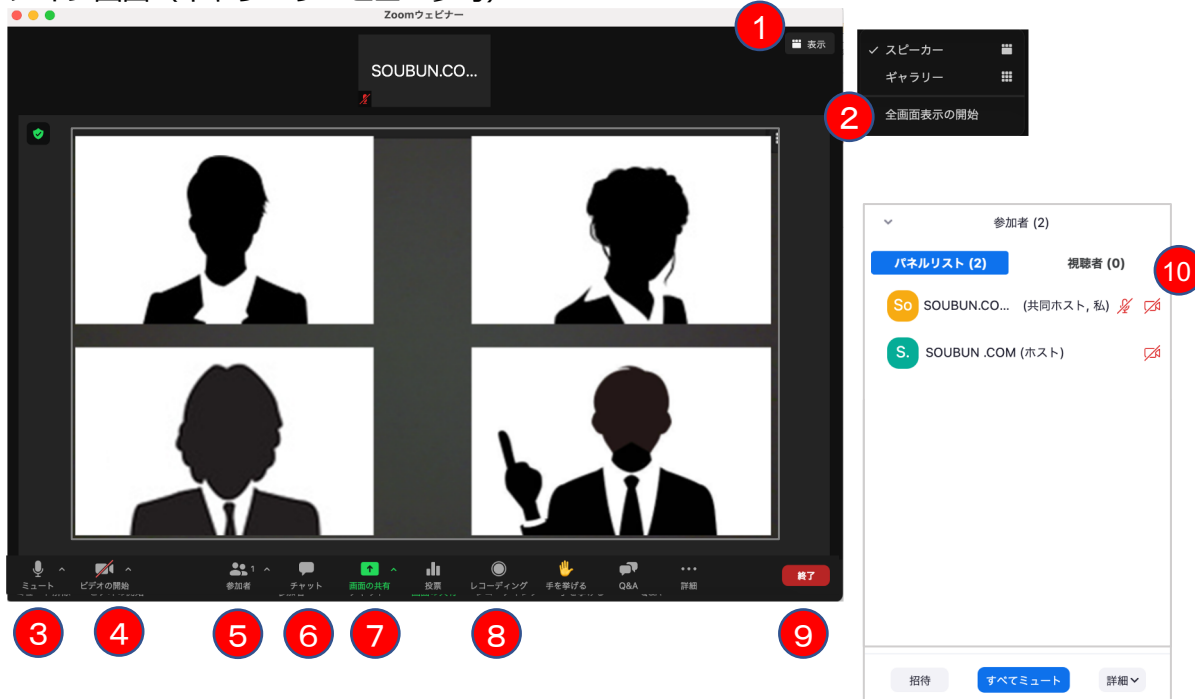 Zoomウェビナー
1
表示
SOUBUN.CO...
スピーカー
ギャラリー
2
全画面表示の開始
参加者 (2)
パネルリスト (2)
視聴者 (0)
10
So
SOUBUN.CO... (共同ホスト, 私)
S.
SOUBUN .COM (ホスト)
ミュート
ビデオの開始
1
参加者
チャット
画面の共有
投票
レコーディング
手を挙げる
Q&A
詳細
終了
3
4
5
6
7
8
9
招待
すべてミュート
詳細